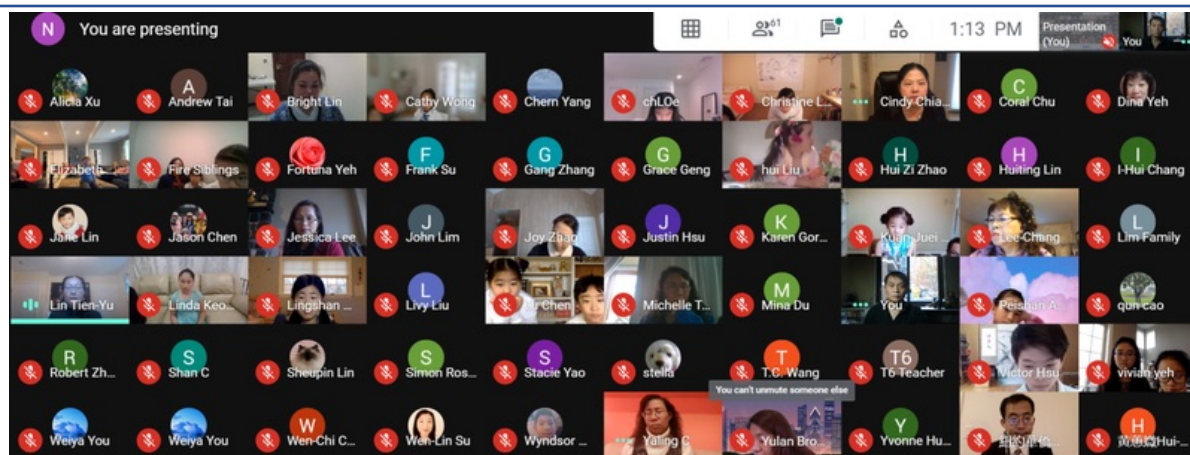 N You are presenting
61
1:13 PM
Presentation
(You)
You
A
Alicia Xu
Andrew Tai
Bright Lin
Cathy Wong
Chern Yang
chLOe
Christine L...
Cindy Chia...
C
Coral Chu
Dina Yeh
Elizabeth
Fire Siblings
Fortuna Yeh
F
Frank Su
G
Gang Zhang
G
Grace Geng
hui Liu
H
Hui Zi Zhao
H
Huiting Lin
I
I-Hui Chang
Jane Lin
Jason Chen
Jessica Lee
J
John Lim
Joy Zhao
J
Justin Hsu
K
Karen Gor...
Kuan Juei
Lee-Chang
L
Lim Family
Lin Tien-Yu
Linda Keo...
Lingshan ...
L
Livy Liu
Chen
Michelle T...
M
Mina Du
You
Peishan A...
qun cao
R
Robert Zh...
S
Shan C
Sheupin Lin
S
Simon Ros...
S
Stacie Yao
stella
T
T.C. Wang
T6
T6 Teacher
Victor Hsu
vivian yeh
You can't unmute someone else
Weiya You
Weiya You
W
Wen-Chi C...
Wen-Lin Su
Wyndsor ...
Yaling C
Yulan Bro...
Y
Yvonne Hu...
H
Hui-...